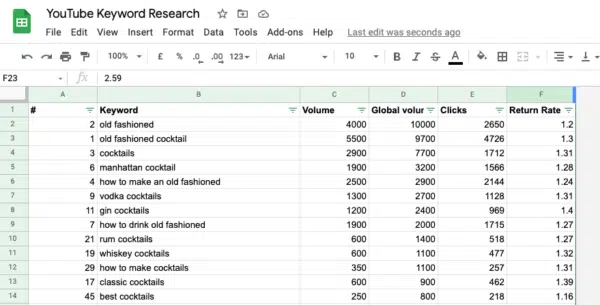 YouTube Keyword Research
File Edit View Insert Format Data Tools Add-ons Help Last edit was seconds ago
100% £ % .0 .00 123 Arial 10 B I S A
F23 fx 2.59
A B C D E F
1 # Keyword Volume Global volur Clicks Return Rate
2 2 old fashioned 4000 10000 2650 1.2
3 1 old fashioned cocktail 5500 9700 4726 1.3
4 3 cocktails 2900 7700 1712 1.31
5 6 manhattan cocktail 1900 3200 1566 1.28
6 4 how to make an old fashioned 2500 2900 2144 1.24
7 9 vodka cocktails 1300 2700 1128 1.31
8 11 gin cocktails 1200 2400 969 1.4
9 7 how to drink old fashioned 1900 2000 1715 1.27
10 21 rum cocktails 600 1400 518 1.27
11 19 whiskey cocktails 600 1100 477 1.32
12 29 how to make cocktails 350 1100 257 1.31
13 17 classic cocktails 600 900 462 1.39
14 45 best cocktails 250 800 218 1.16